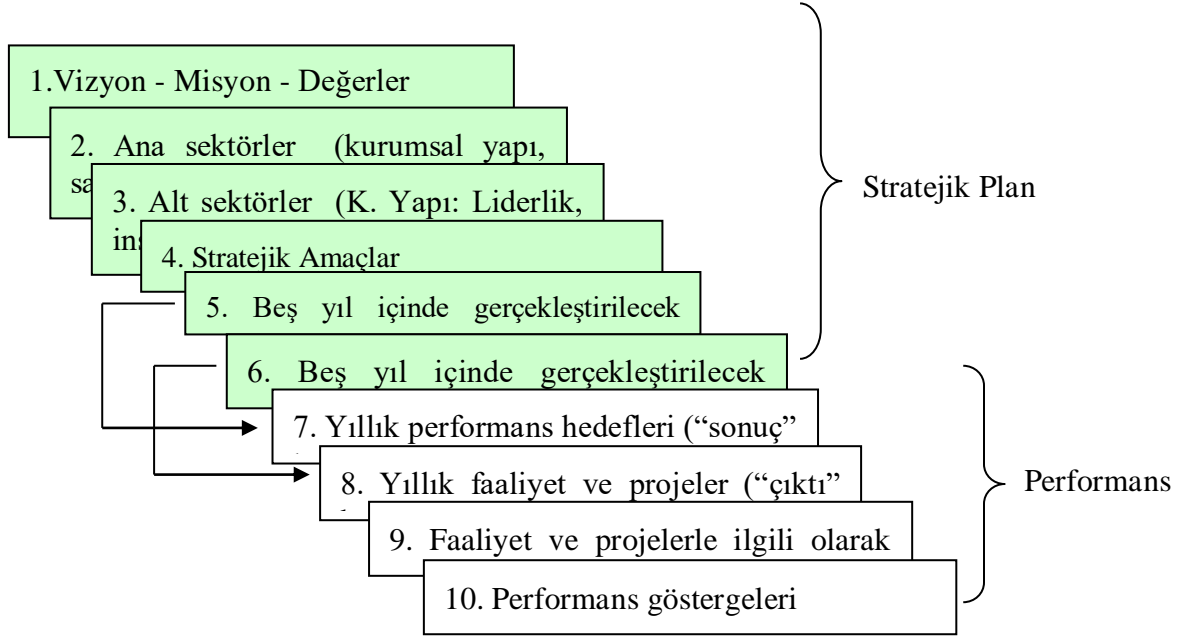 1.Vizyon - Misyon - Değerler
2. Ana sektörler (kurumsal yapı,
3. Alt sektörler (K. Yapı: Liderlik,
4. Stratejik Amaçlar
5. Beş yıl içinde gerçekleştirilecek
6. Beş yıl içinde gerçekleştirilecek
7. Yıllık performans hedefleri (“sonuç”
8. Yıllık faaliyet ve projeler (“çıktı”
9. Faaliyet ve projelerle ilgili olarak
10. Performans göstergeleri
Stratejik Plan
Performans